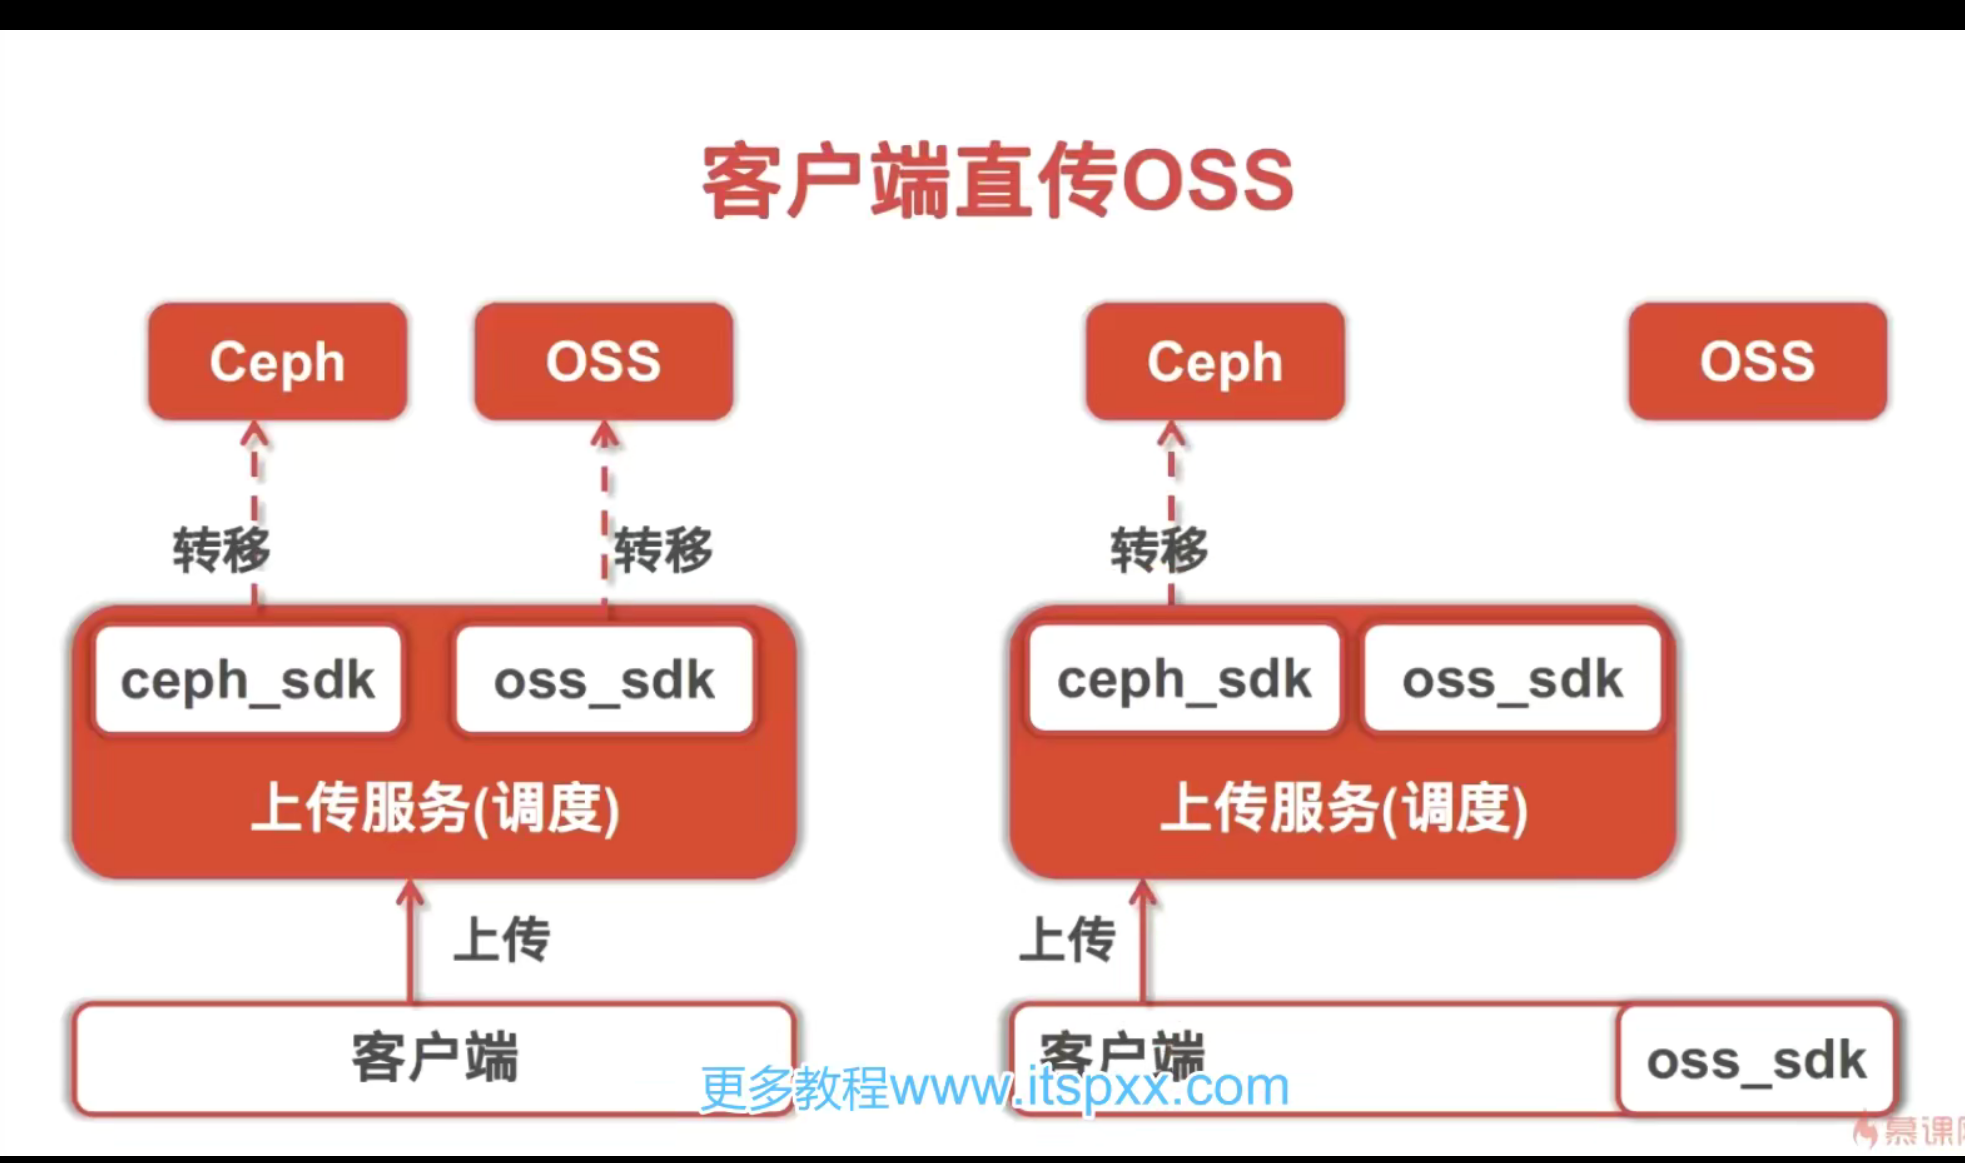 客户端直传OSS
Ceph
OSS
Ceph
OSS
转移
转移
转移
ceph_sdk
oss_sdk
ceph_sdk
oss_sdk
上传服务(调度)
上传服务(调度)
上传
上传
客户端
客户端
oss_sdk
更多教程www.itspxx.com
慕课